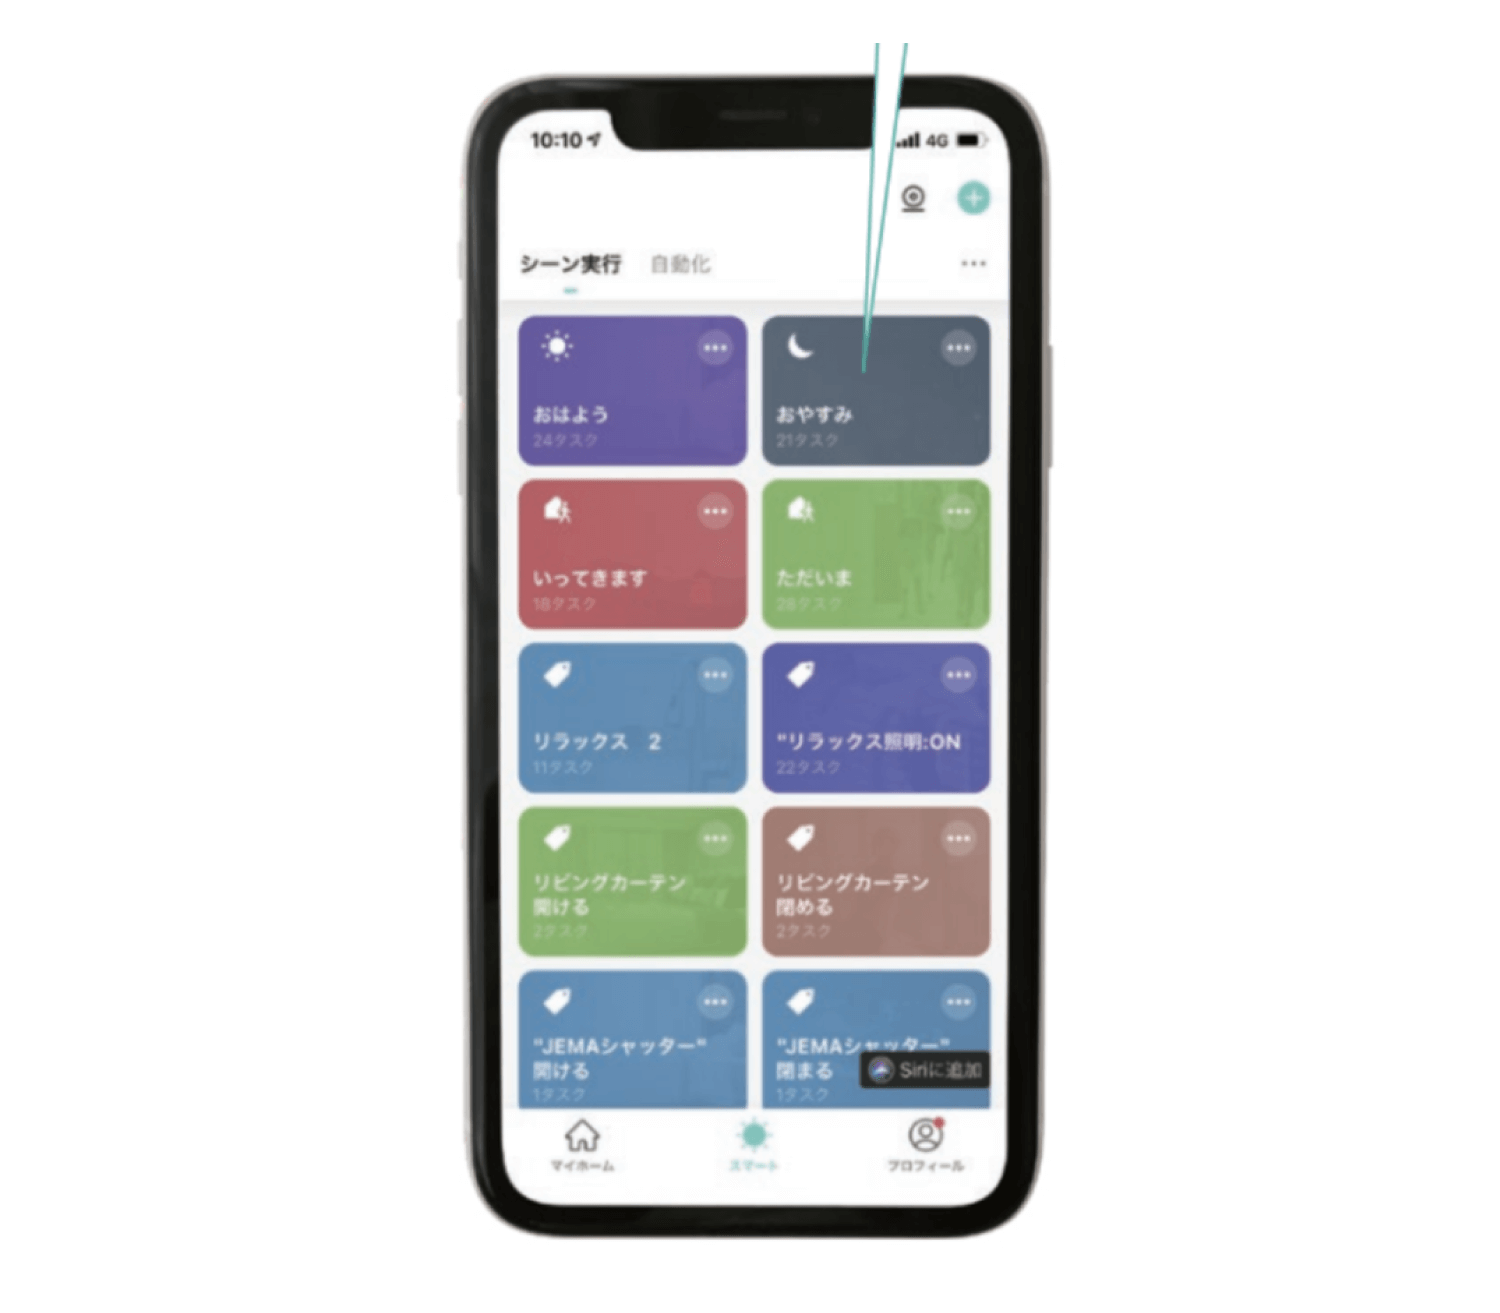 10:10
4G
シーン実行 自動化
おはよう
24タスク
おやすみ
21タスク
いってきます
18タスク
ただいま
28タスク
リラックス 2
11タスク
"リラックス照明:ON
22タスク
リビングカーテン
開ける
2タスク
リビングカーテン
閉める
2タスク
"JEMAシャッター"
開ける
1タスク
"JEMAシャッター"
閉まる
1タスク
Siriに追加
マイホーム
スマート
プロフィール